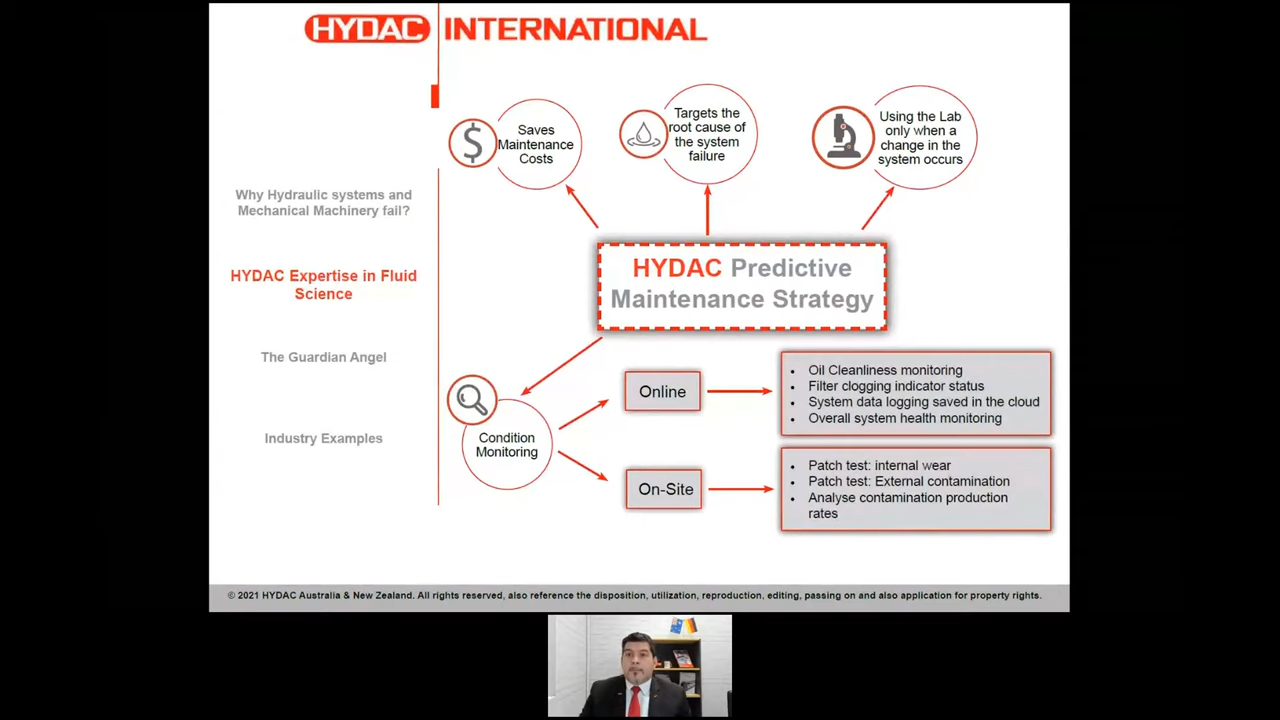 HYDAC INTERNATIONAL
Why Hydraulic systems and
Mechanical Machinery fail?
HYDAC Expertise in Fluid
Science
The Guardian Angel
Industry Examples
$
Saves
Maintenance
Costs
Targets the
root cause of
the system
failure
Using the Lab
only when a
change in the
system occurs
HYDAC Predictive
Maintenance Strategy
Condition
Monitoring
Online
• Oil Cleanliness monitoring
• Filter clogging indicator status
• System data logging saved in the cloud
• Overall system health monitoring
On-Site
• Patch test: internal wear
• Patch test: External contamination
• Analyse contamination production
rates
© 2021 HYDAC Australia & New Zealand. All rights reserved, also reference the disposition, utilization, reproduction, editing, passing on and also application for property rights.